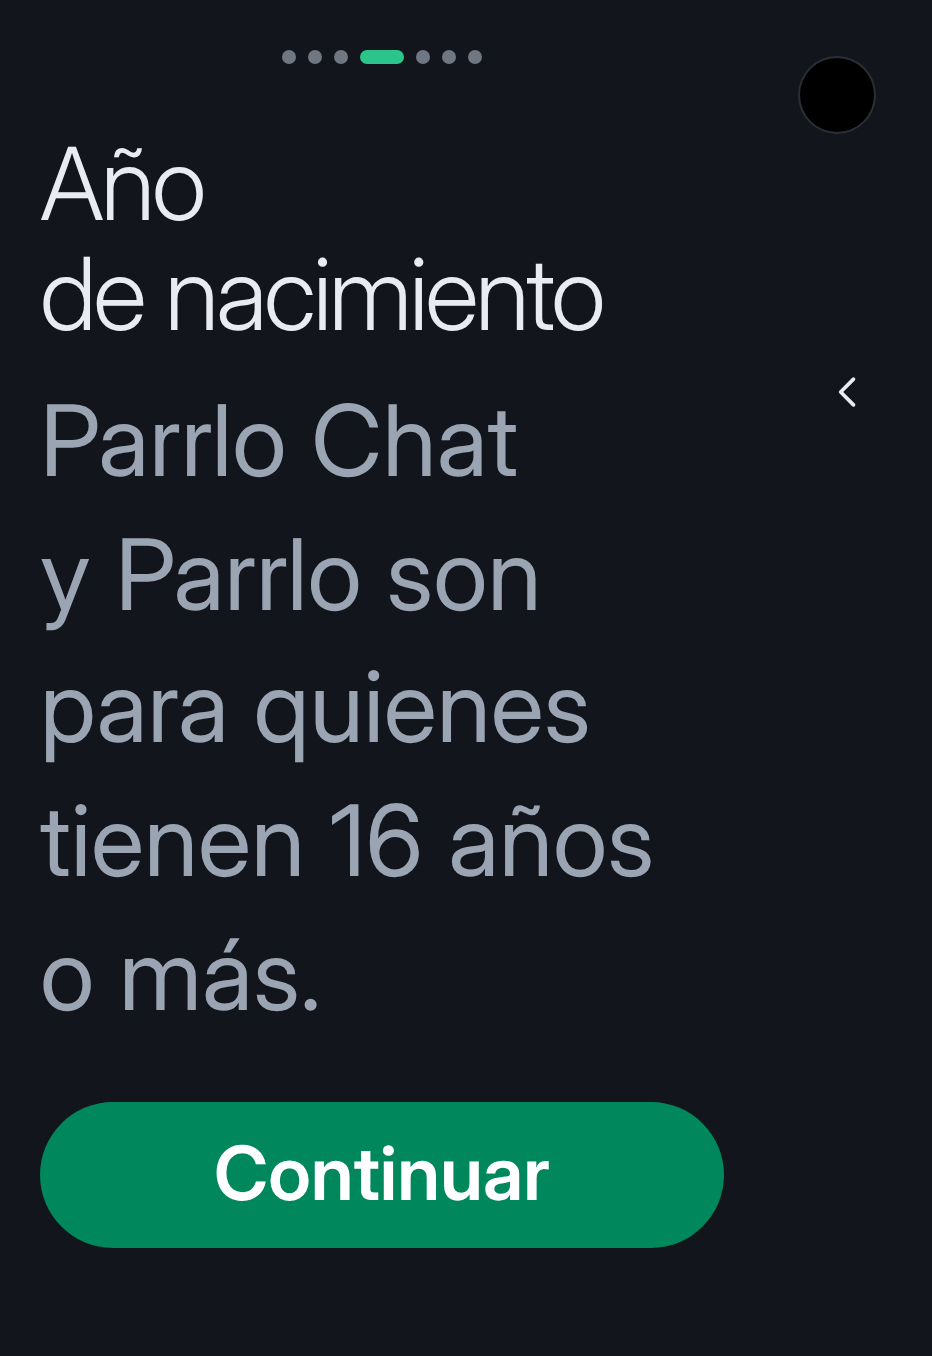 Año
de nacimiento
Parrlo Chat
y Parrlo son
para quienes
tienen 16 años
o más.
Continuar